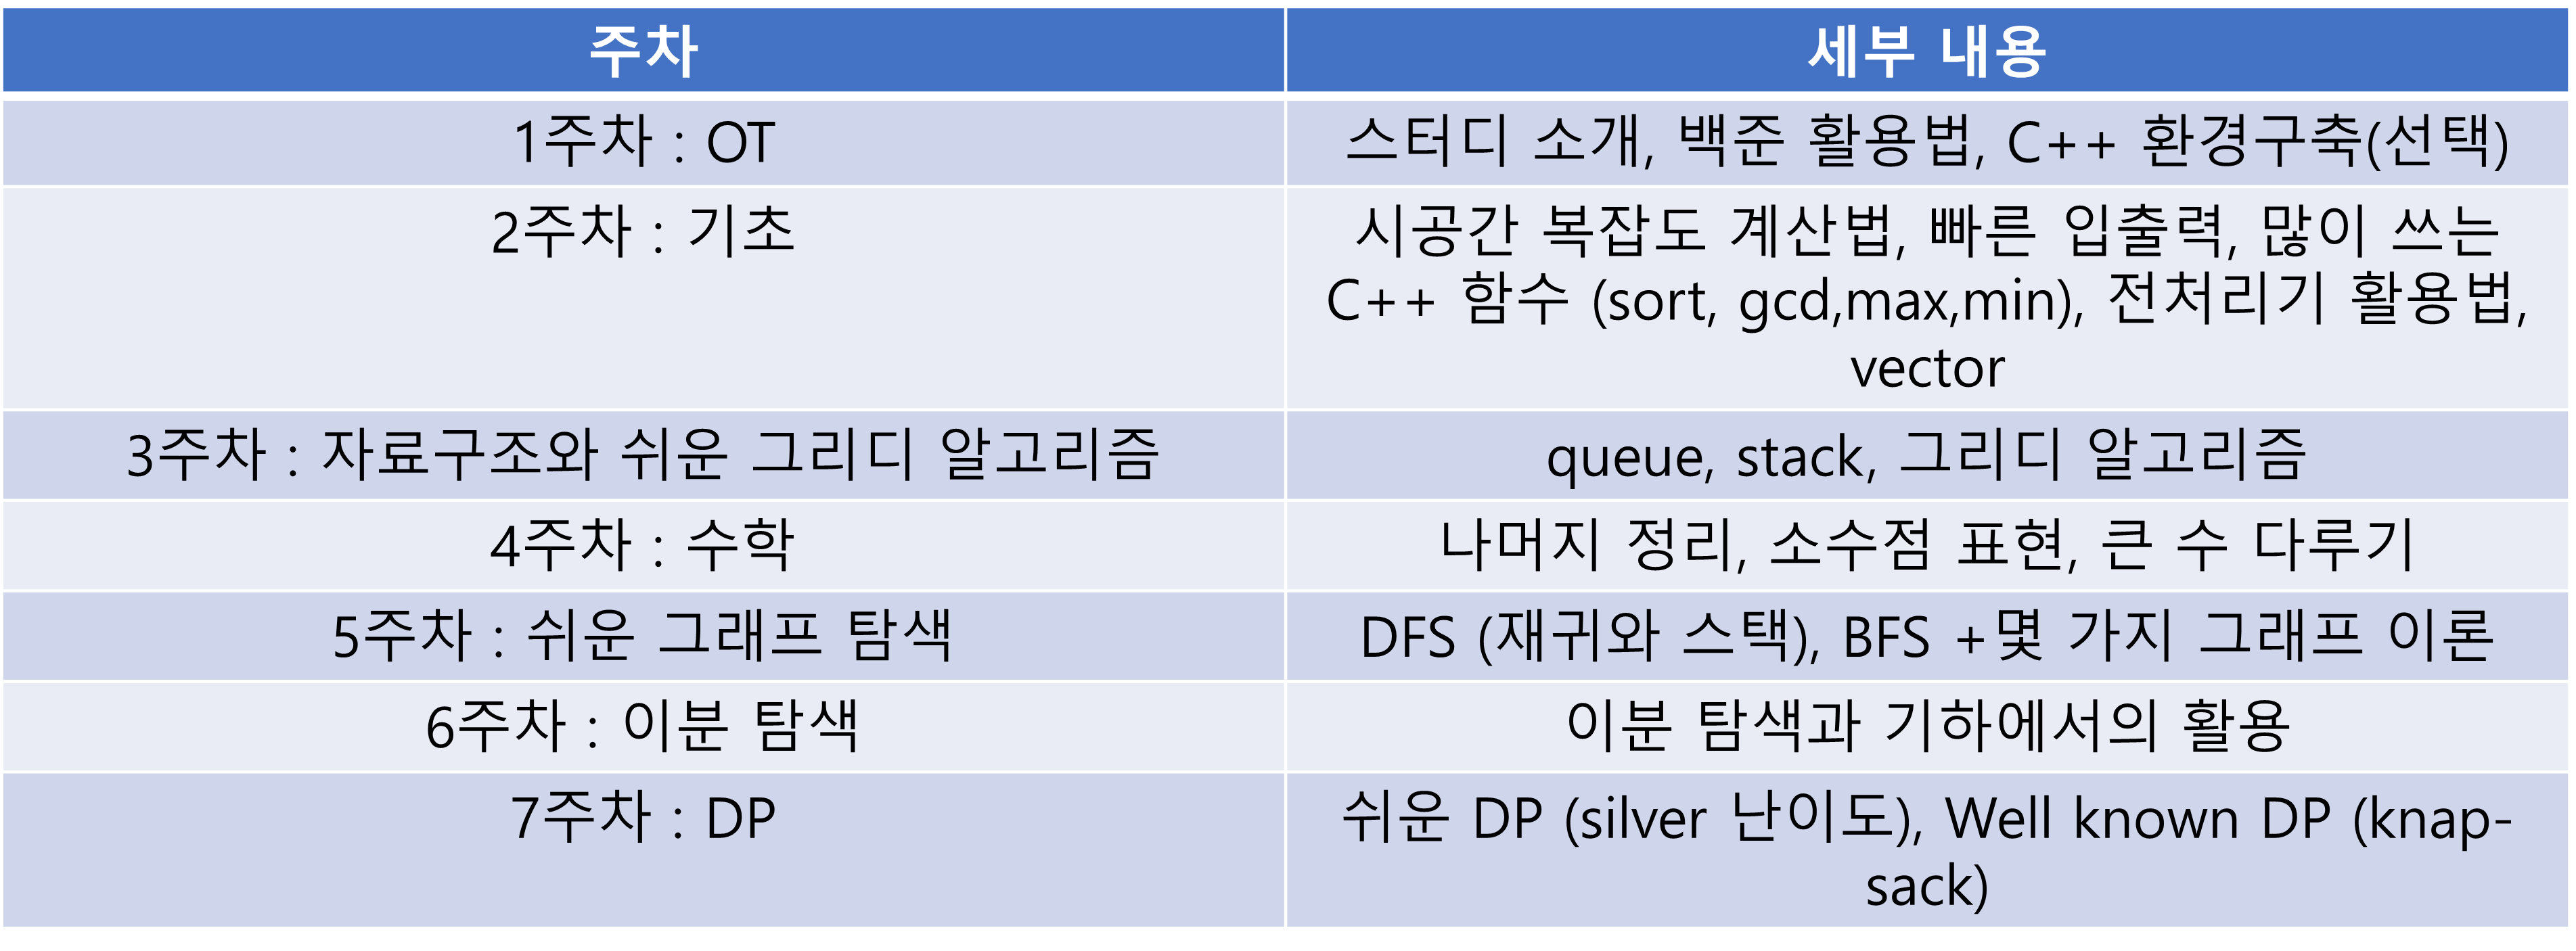 주차
세부 내용
1주차 : OT
스터디 소개, 백준 활용법, C++ 환경구축(선택)
2주차 : 기초
시공간 복잡도 계산법, 빠른 입출력, 많이 쓰는
C++ 함수 (sort, gcd,max,min), 전처리기 활용법,
vector
3주차 : 자료구조와 쉬운 그리디 알고리즘
queue, stack, 그리디 알고리즘
4주차 : 수학
나머지 정리, 소수점 표현, 큰 수 다루기
5주차 : 쉬운 그래프 탐색
DFS (재귀와 스택), BFS +몇 가지 그래프 이론
6주차 : 이분 탐색
이분 탐색과 기하에서의 활용
7주차 : DP
쉬운 DP (silver 난이도), Well known DP (knap-
sack)